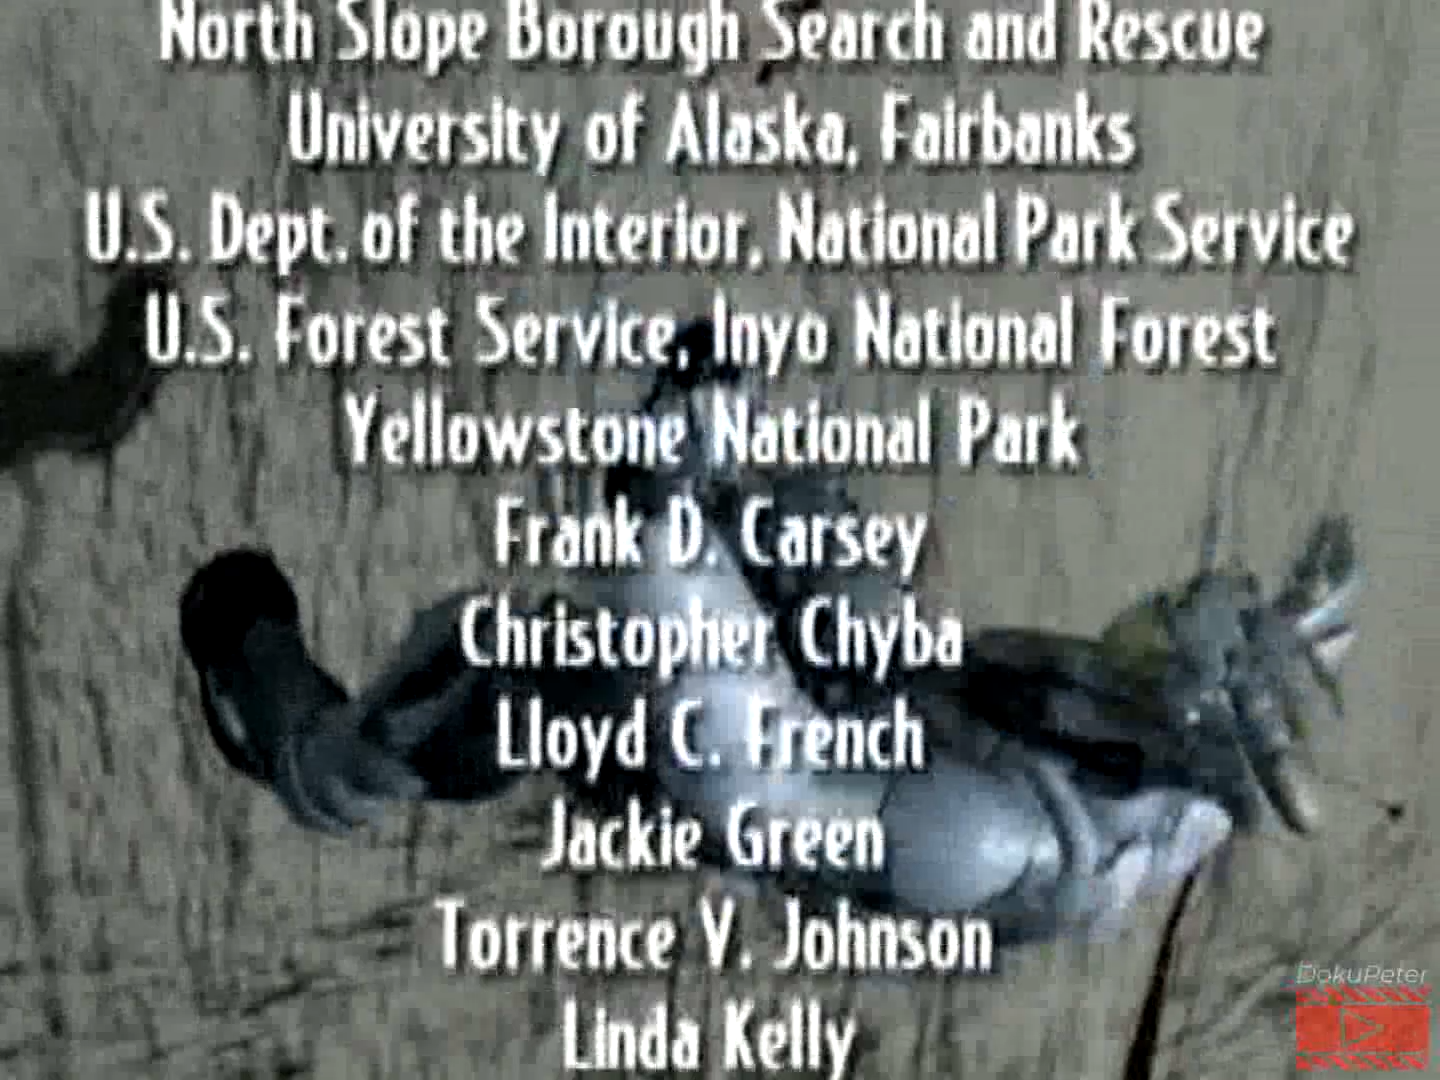 North Slope Borough Search and Rescue
University of Alaska, Fairbanks
U.S. Dept. of the Interior, National Park Service
U.S. Forest Service, Inyo National Forest
Yellowstone National Park
Frank D. Carsey
Christopher Chyba
Lloyd C. French
Jackie Green
Torrence V. Johnson
Linda Kelly
DokuPeter